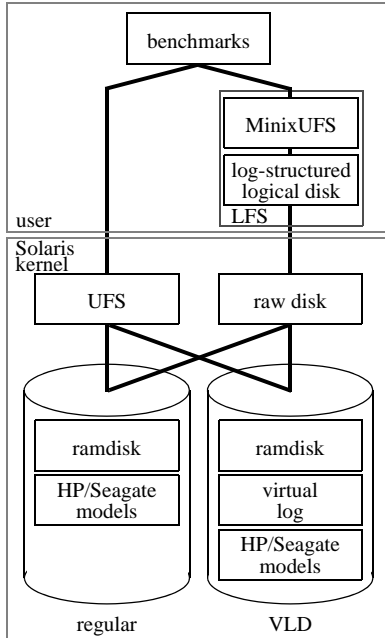 benchmarks
MinixUFS
log-structured
logical disk
LFS
user
Solaris
kernel
UFS
raw disk
ramdisk
HP/Seagate
models
ramdisk
virtual
log
HP/Seagate
models
regular
VLD